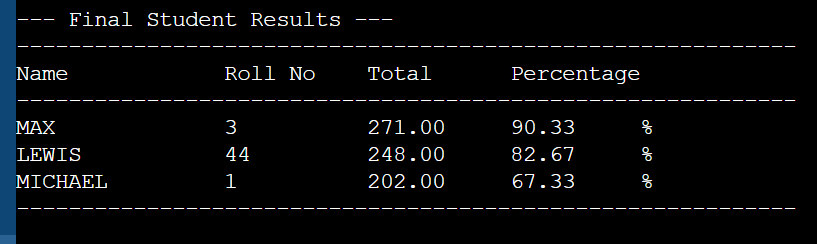 --- Final Student Results ---
------------------------------------------------------------
Name            Roll No    Total      Percentage
------------------------------------------------------------
MAX             3          271.00     90.33     %
LEWIS           44         248.00     82.67     %
MICHAEL         1          202.00     67.33     %
------------------------------------------------------------